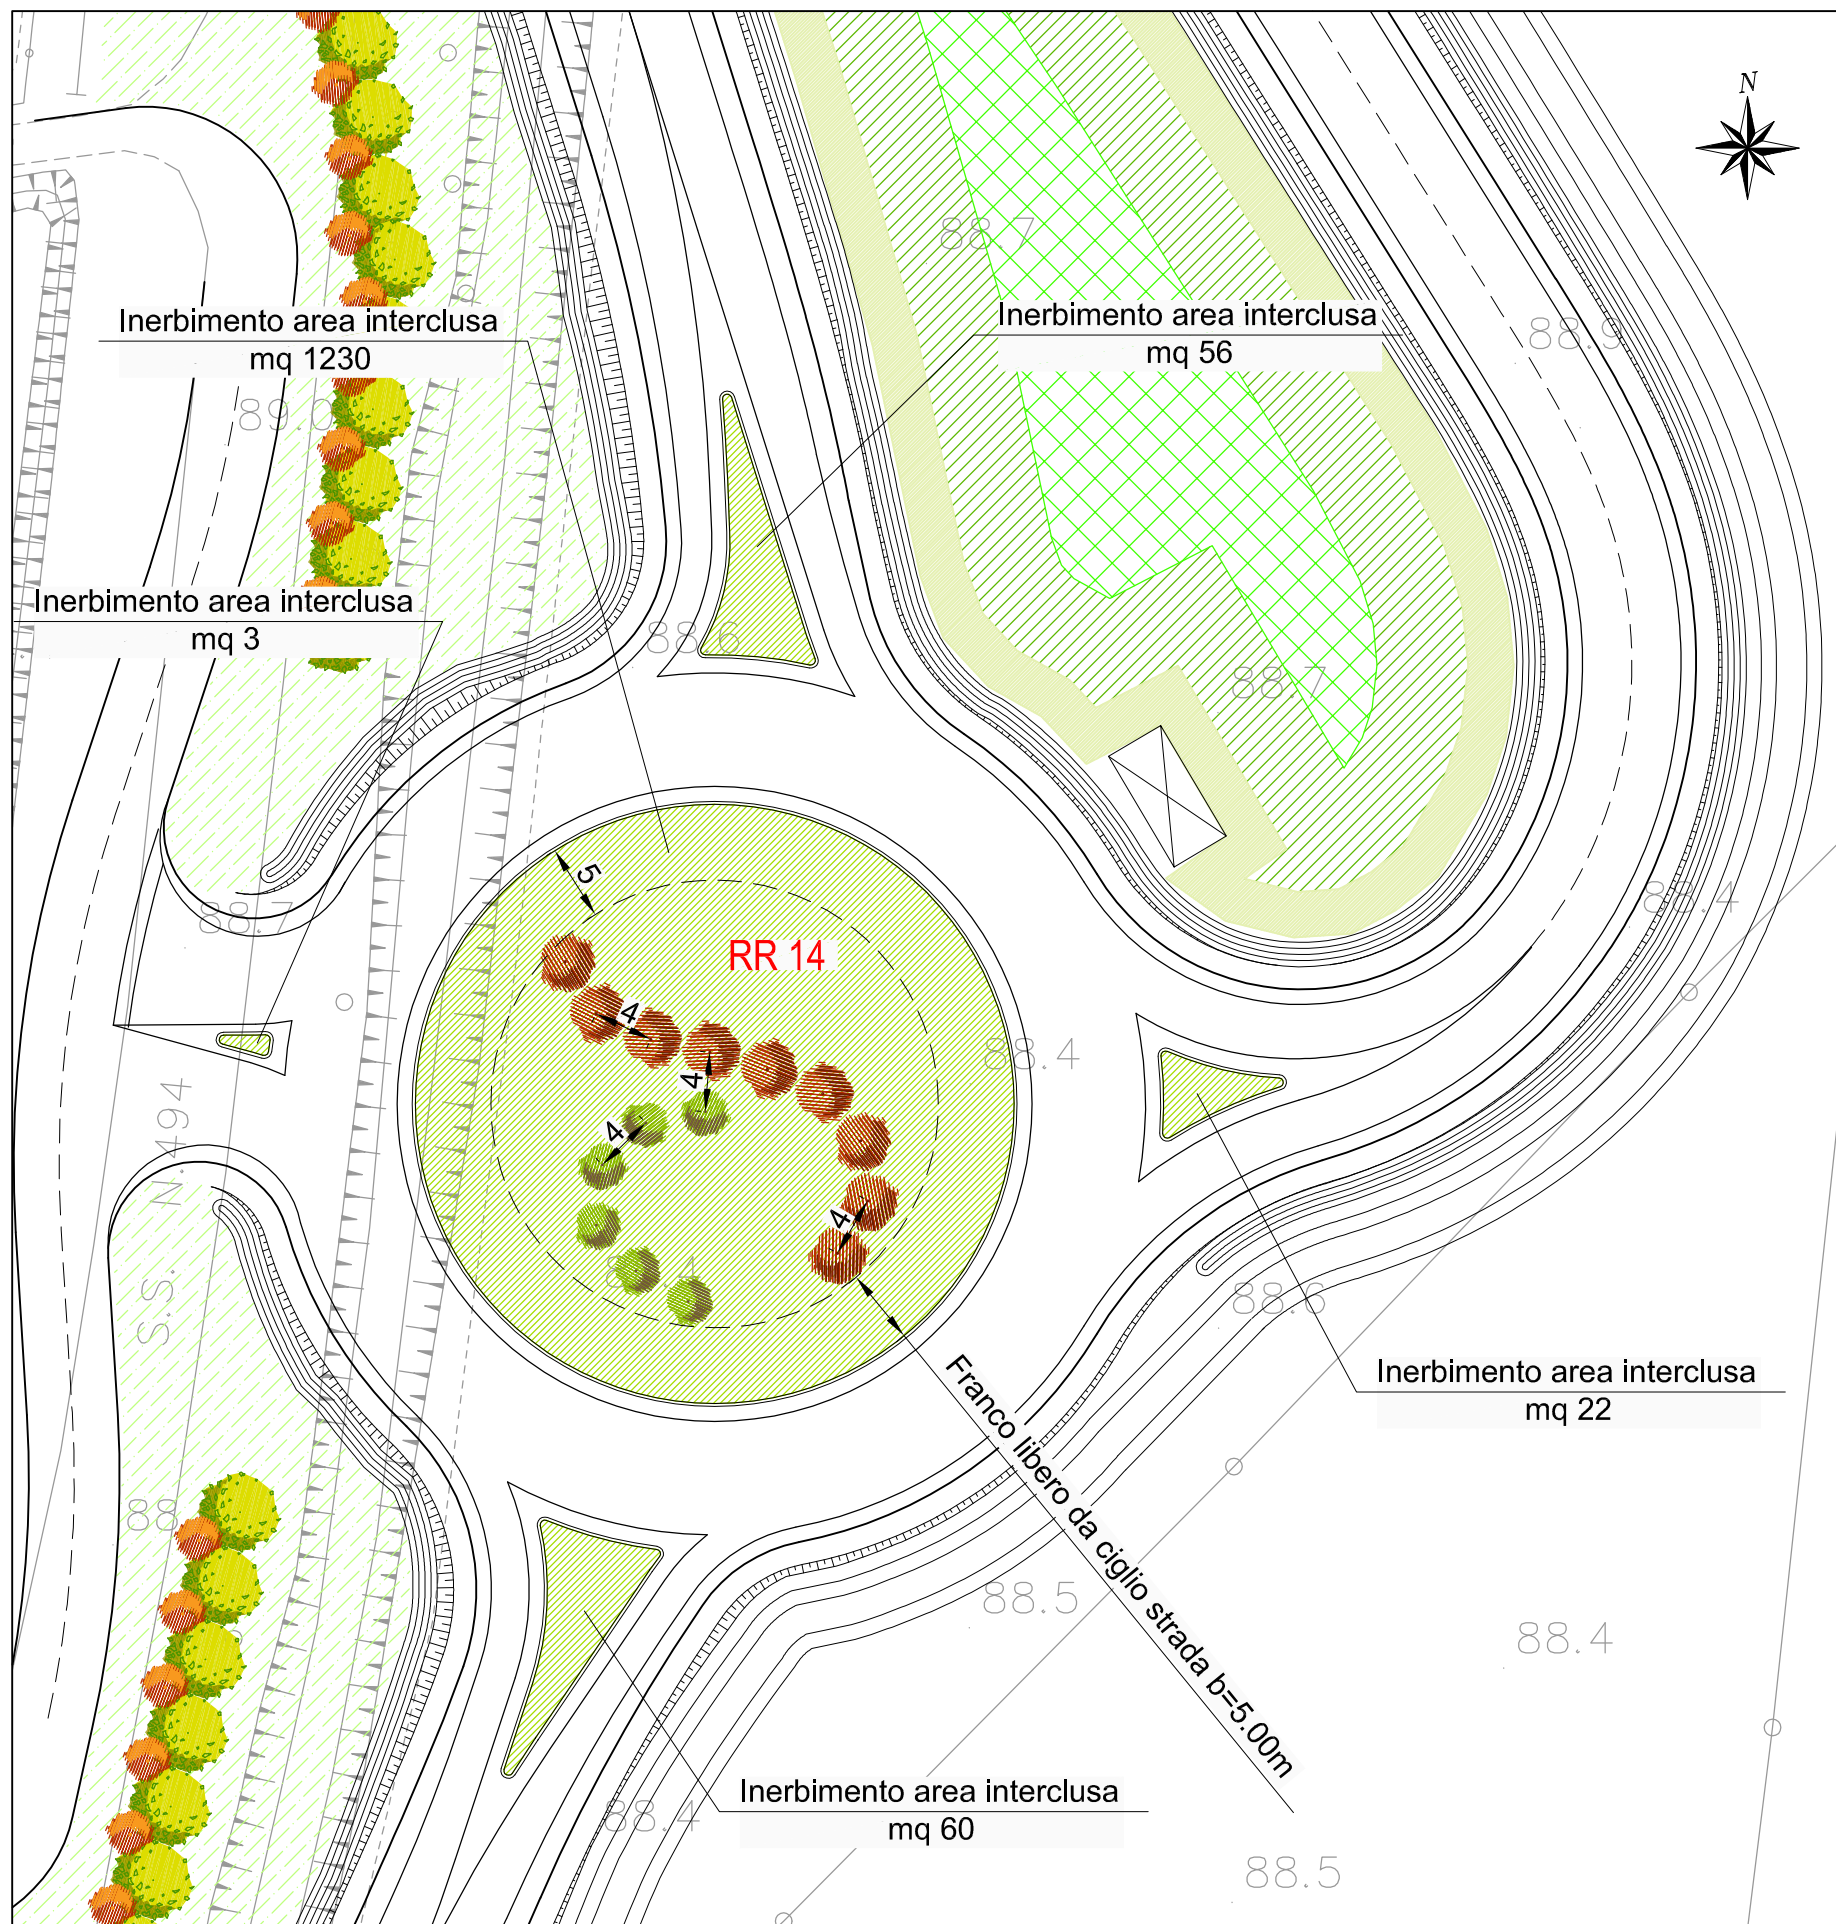 N
88.7
Inerbimento area interclusa
mq 1230
Inerbimento area interclusa
mq 56
88.9
89.0
Inerbimento area interclusa
mq 3
88.6
88.7
5
88.7
88.4
RR 14
4
88.4
4
4
S.S. N.494
4
88.6
Franco libero da ciglio strada b=5.00m
Inerbimento area interclusa
mq 22
88
88.5
88.4
Inerbimento area interclusa
mq 60
88.4
88.5